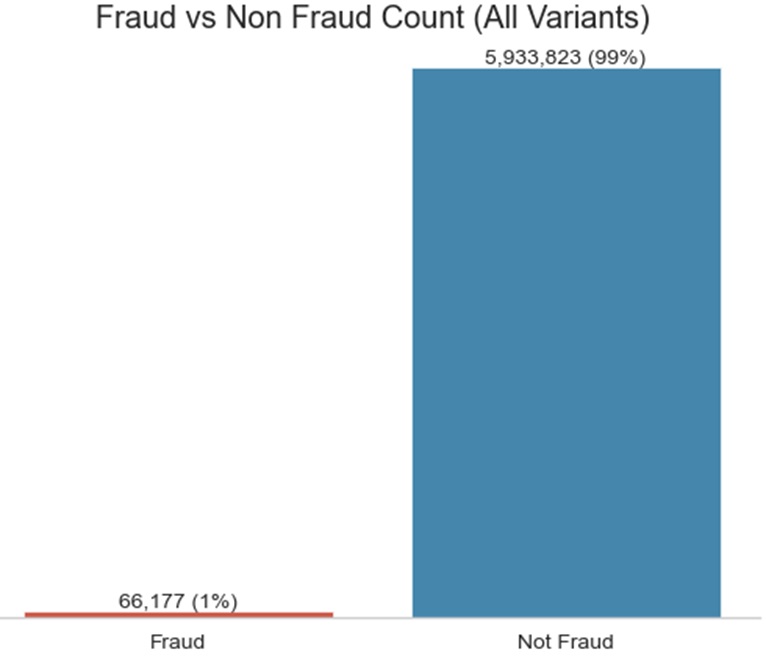 Fraud vs Non Fraud Count (All Variants)
5,933,823 (99%)
66,177 (1%)
Fraud
Not Fraud